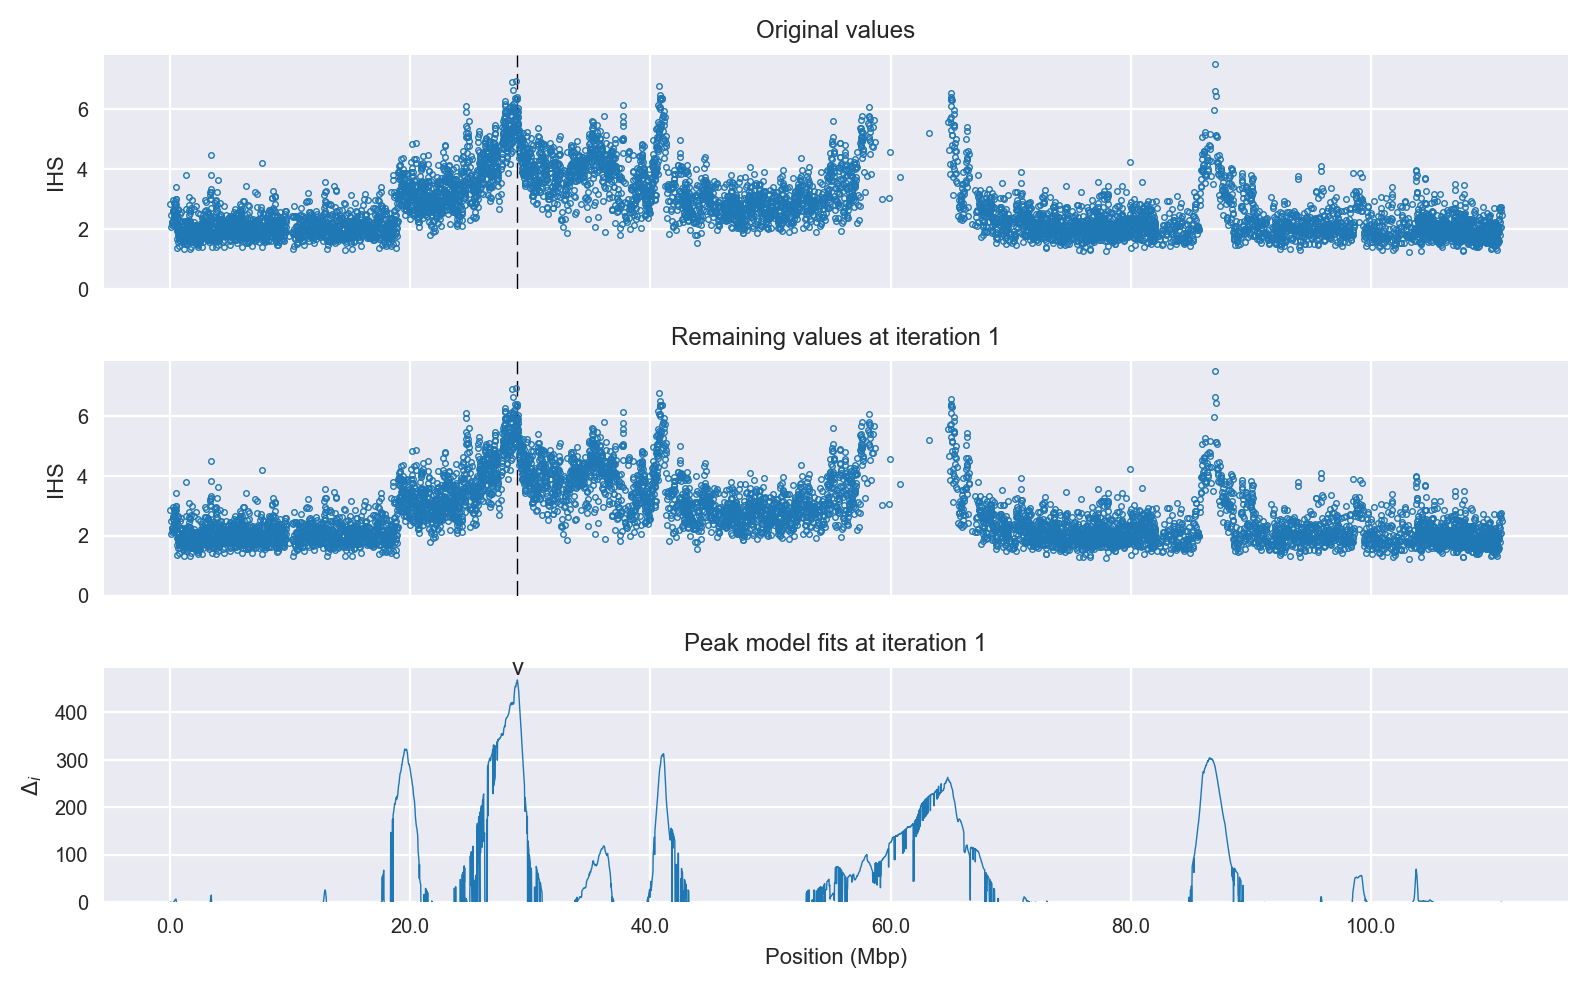 Original values
6
4
2
0
IHS
Remaining values at iteration 1
6
4
2
0
IHS
Peak model fits at iteration 1
v
400
300
200
100
0
Δi
0.0 20.0 40.0 60.0 80.0 100.0
Position (Mbp)